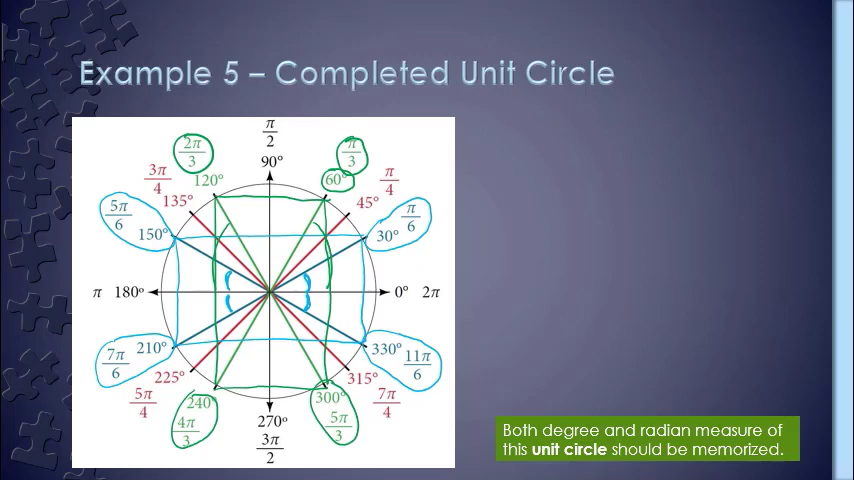 Example 5 – Completed Unit Circle
π/2
90°
2π/3
120°
π/3
60°
3π/4
135°
π/4
45°
5π/6
150°
π/6
30°
π 180°
0° 2π
7π/6
210°
330°
11π/6
225°
5π/4
315°
7π/4
240°
4π/3
300°
5π/3
270°
3π/2
Both degree and radian measure of
this unit circle should be memorized.